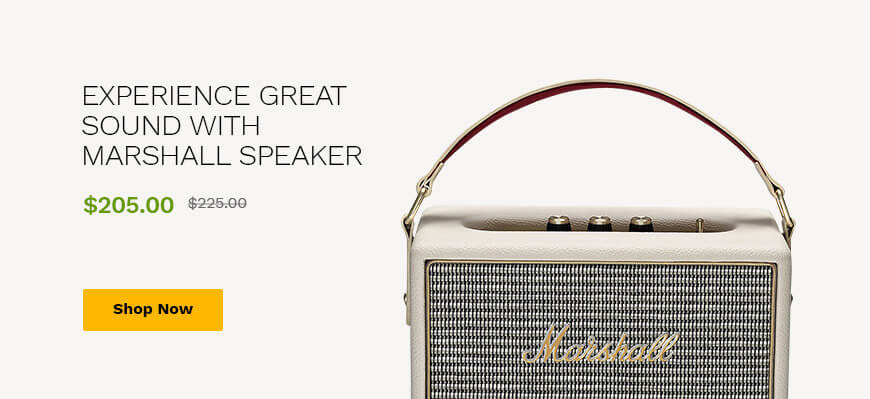 EXPERIENCE GREAT
SOUND WITH
MARSHALL SPEAKER
$205.00 $225.00
Shop Now
Marshall